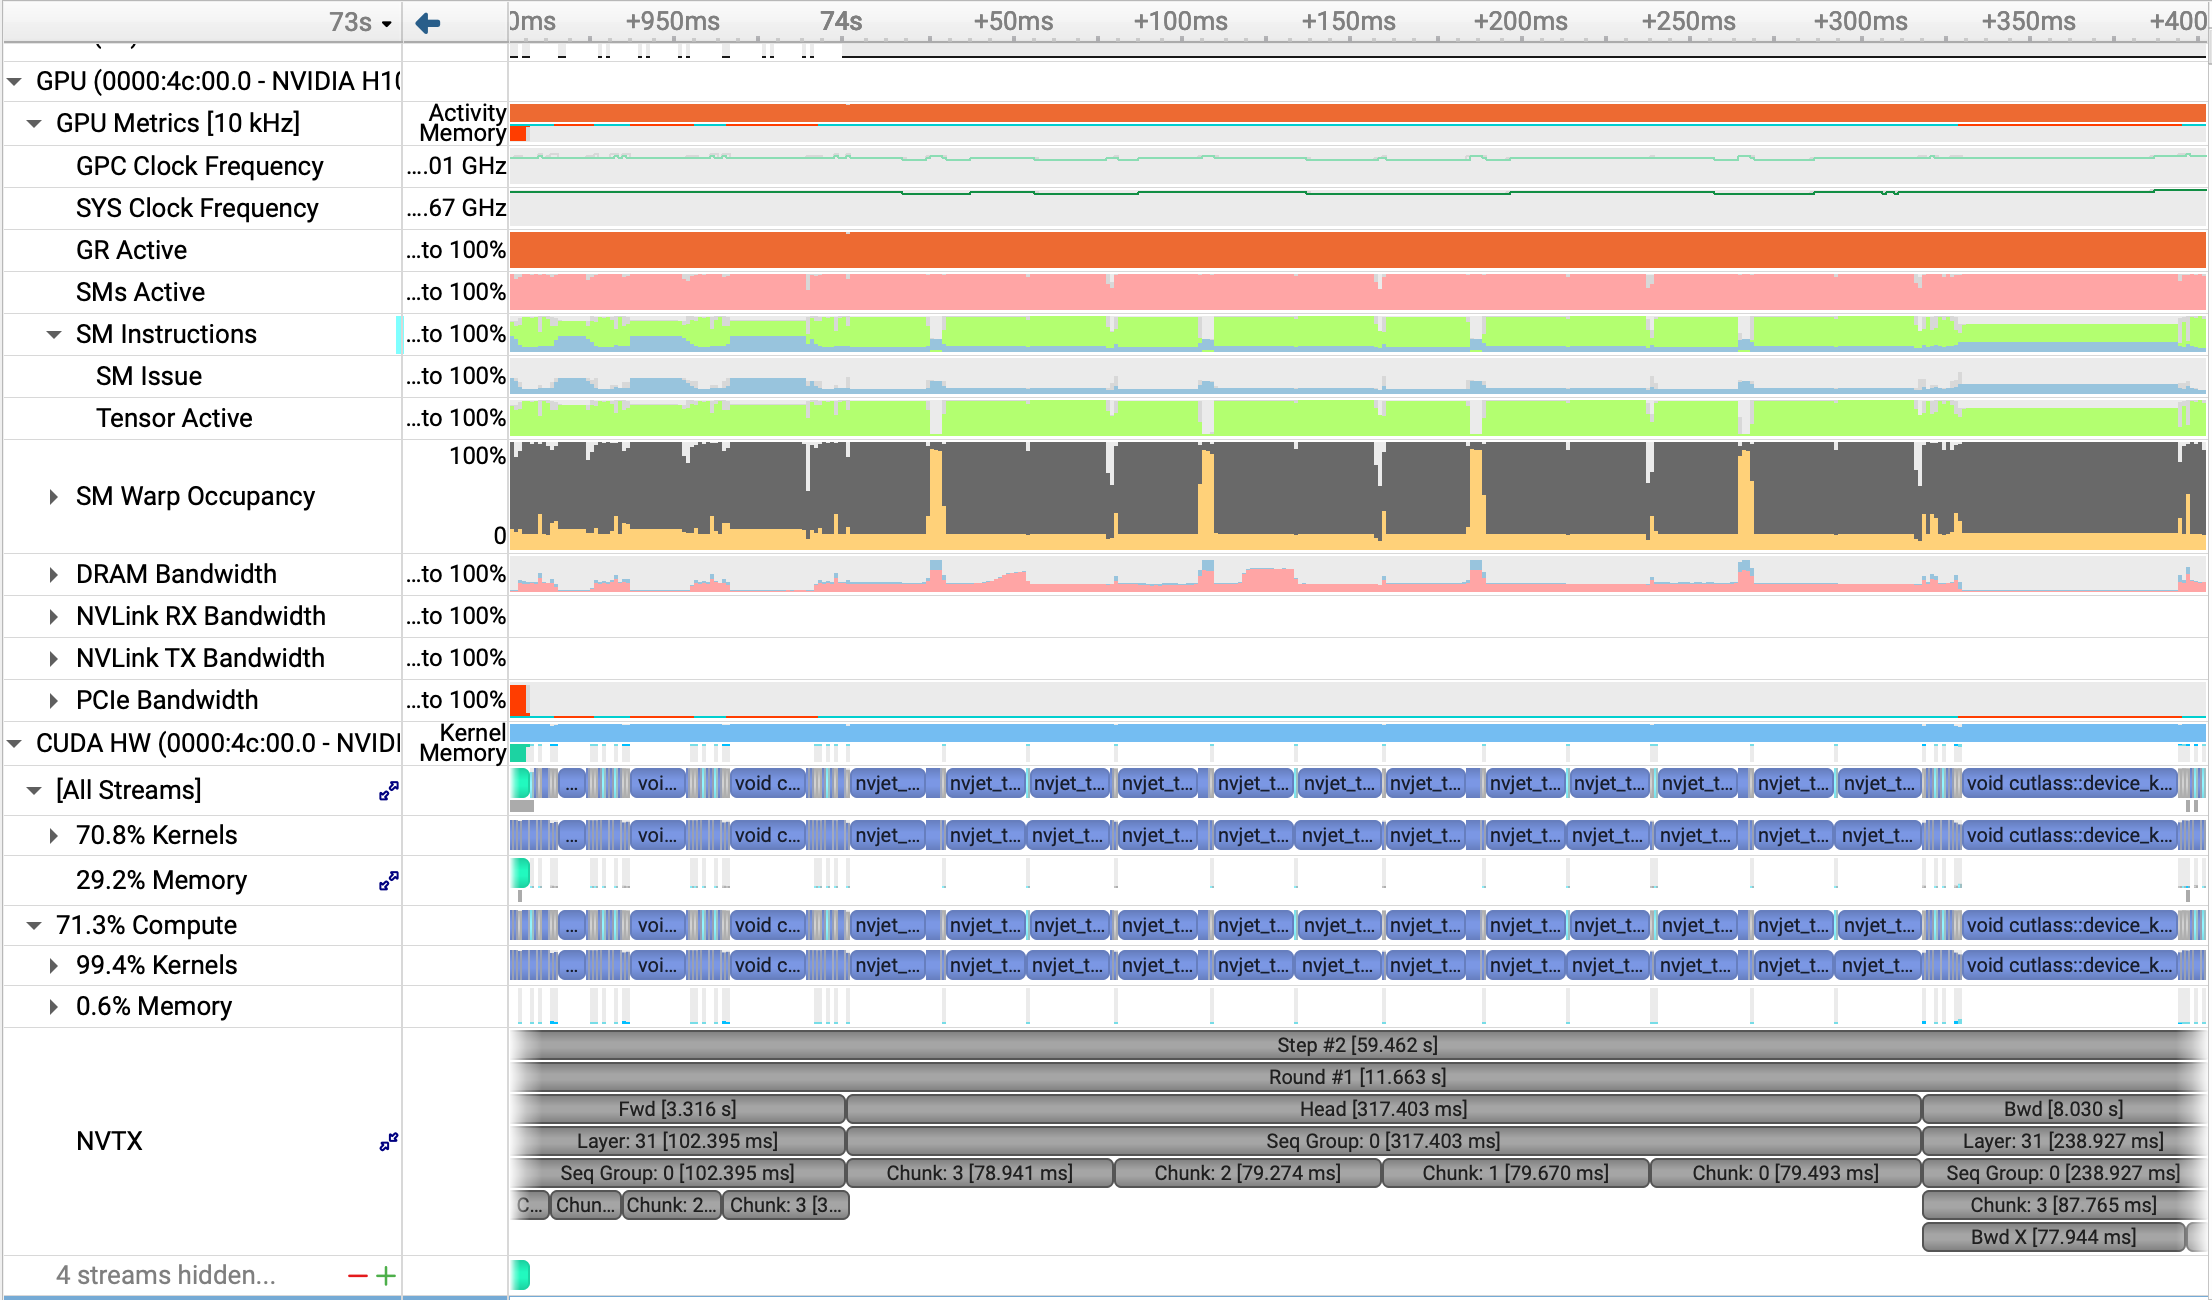 73s 0ms +950ms 74s +50ms +100ms +150ms +200ms +250ms +300ms +350ms +400
GPU (0000:4c:00.0 - NVIDIA H10
GPU Metrics [10 kHz] Activity
Memory
GPC Clock Frequency ....01 GHz
SYS Clock Frequency ....67 GHz
GR Active ...to 100%
SMs Active ...to 100%
SM Instructions ...to 100%
SM Issue ...to 100%
Tensor Active ...to 100%
100%
SM Warp Occupancy
0
DRAM Bandwidth ...to 100%
NVLink RX Bandwidth ...to 100%
NVLink TX Bandwidth ...to 100%
PCIe Bandwidth ...to 100%
Kernel
CUDA HW (0000:4c:00.0 - NVIDI Memory
[All Streams] ... voi... void c... nvjet_... nvjet_t... nvjet_t... nvjet_t... nvjet_t... nvjet_t... nvjet_t... nvjet_t... nvjet_t... nvjet_t... nvjet_t... nvjet_t... void cutlass::device_k...
70.8% Kernels ... voi... void c... nvjet_... nvjet_t... nvjet_t... nvjet_t... nvjet_t... nvjet_t... nvjet_t... nvjet_t... nvjet_t... nvjet_t... nvjet_t... nvjet_t... void cutlass::device_k...
29.2% Memory
71.3% Compute ... voi... void c... nvjet_... nvjet_t... nvjet_t... nvjet_t... nvjet_t... nvjet_t... nvjet_t... nvjet_t... nvjet_t... nvjet_t... nvjet_t... nvjet_t... void cutlass::device_k...
99.4% Kernels ... voi... void c... nvjet_... nvjet_t... nvjet_t... nvjet_t... nvjet_t... nvjet_t... nvjet_t... nvjet_t... nvjet_t... nvjet_t... nvjet_t... nvjet_t... void cutlass::device_k...
0.6% Memory
Step #2 [59.462 s]
Round #1 [11.663 s]
Fwd [3.316 s] Head [317.403 ms] Bwd [8.030 s]
NVTX Layer: 31 [102.395 ms] Seq Group: 0 [317.403 ms] Layer: 31 [238.927 ms]
Seq Group: 0 [102.395 ms] Chunk: 3 [78.941 ms] Chunk: 2 [79.274 ms] Chunk: 1 [79.670 ms] Chunk: 0 [79.493 ms] Seq Group: 0 [238.927 ms]
C... Chun... Chunk: 2... Chunk: 3 [3... Chunk: 3 [87.765 ms]
Bwd X [77.944 ms]
4 streams hidden... − +